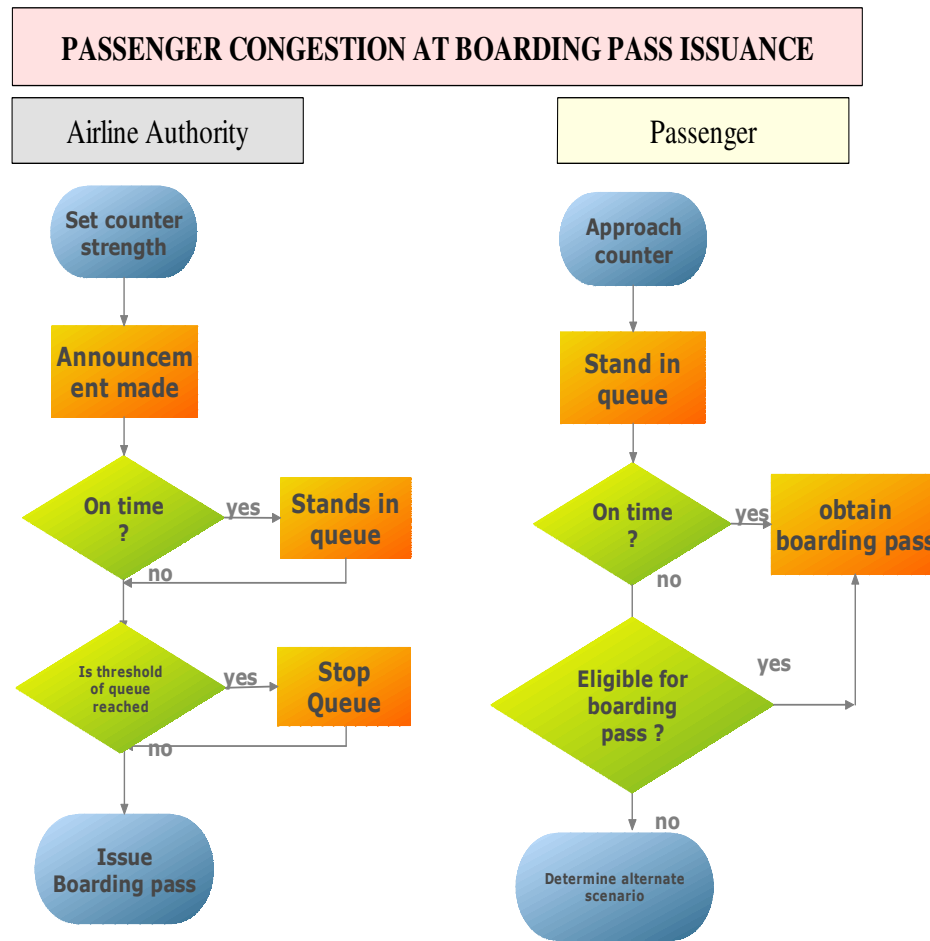 PASSENGER CONGESTION AT BOARDING PASS ISSUANCE
Airline Authority
Set counter
strength
Announcem
ent made
On time
?
yes
Stands in
queue
no
Is threshold
of queue
reached
yes
Stop
Queue
no
Issue
Boarding pass
Passenger
Approach
counter
Stand in
queue
On time
?
yes
obtain
boarding pass
no
Eligible for
boarding
pass ?
yes
no
Determine alternate
scenario